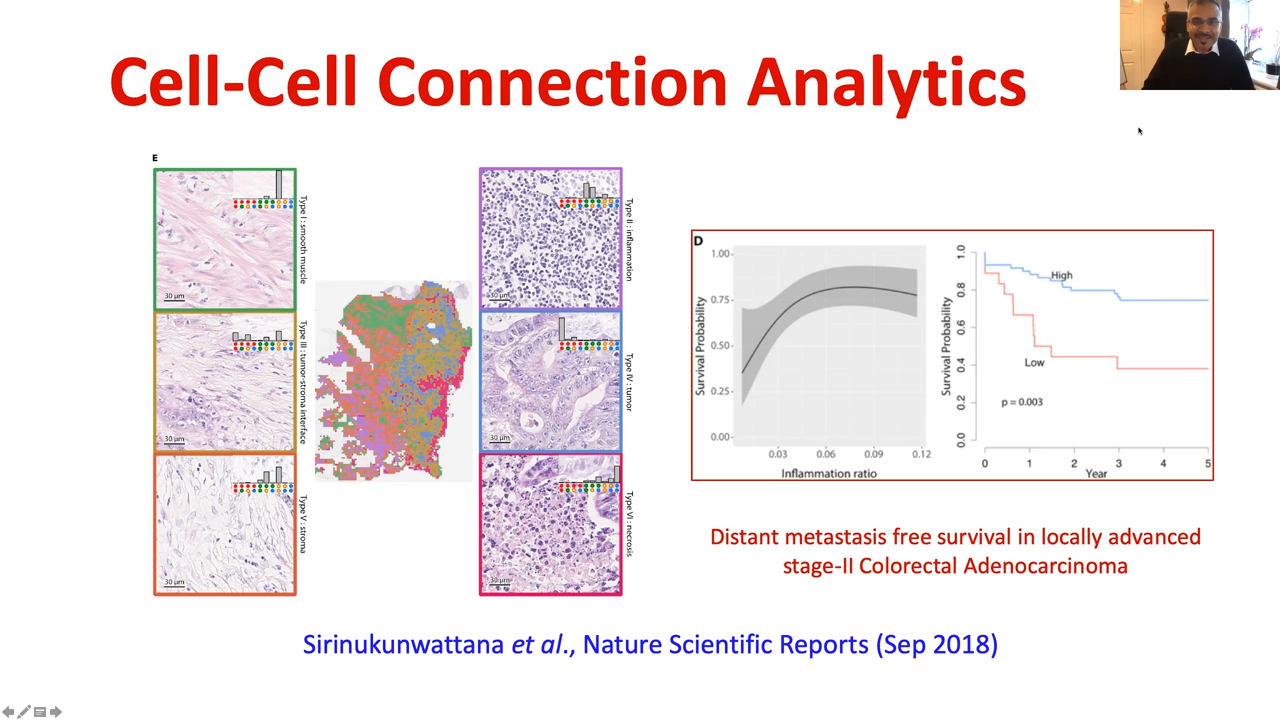 Cell-Cell Connection Analytics
E
Type I : smooth muscle
30 µm
Type III : tumor-stroma interface
30 µm
Type V : stroma
30 µm
Type II : inflammation
30 µm
Type IV : tumor
30 µm
Type VI : necrosis
30 µm
D
Survival Probability
1.00
0.75
0.50
0.25
0.00
0.03 0.06 0.09 0.12
Inflammation ratio
Survival Probability
1.0
0.8
0.6
0.4
0.2
0.0
High
Low
p = 0.003
0 1 2 3 4 5
Year
Distant metastasis free survival in locally advanced
stage-II Colorectal Adenocarcinoma
Sirinukunwattana et al., Nature Scientific Reports (Sep 2018)